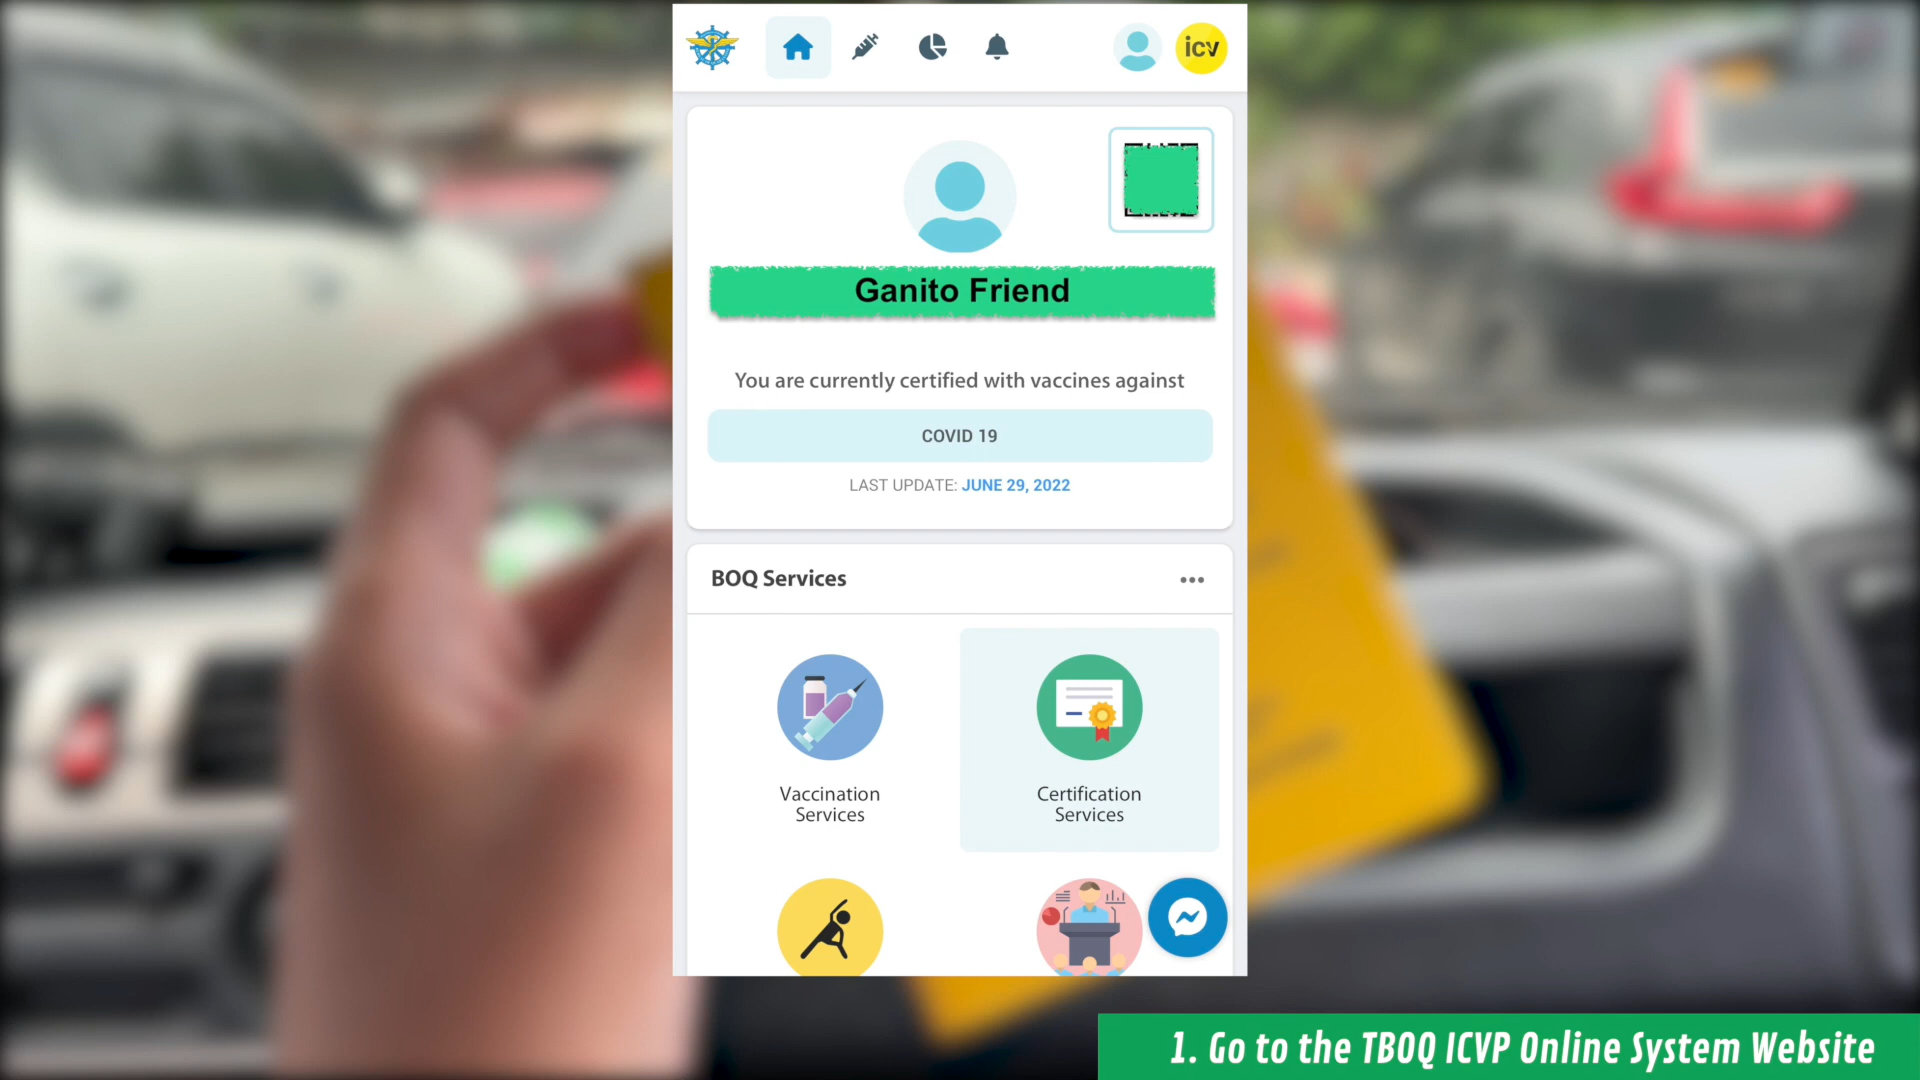 icv
Ganito Friend
You are currently certified with vaccines against
COVID 19
LAST UPDATE: JUNE 29, 2022
BOQ Services
Vaccination
Services
Certification
Services
1. Go to the TBOQ ICVP Online System Website